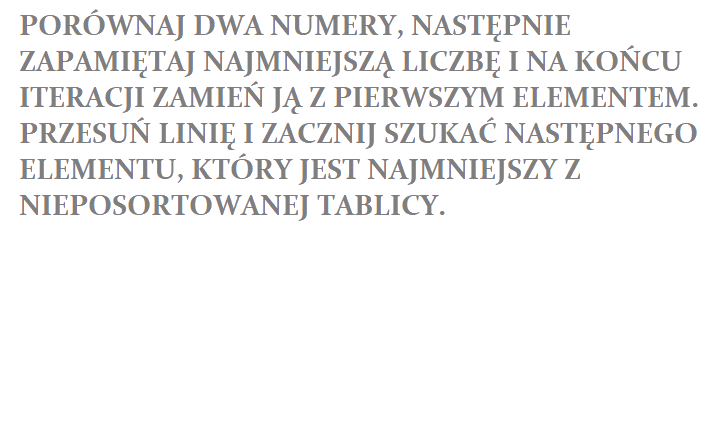 PORÓWNAJ DWA NUMERY, NASTĘPNIE
ZAPAMIĘTAJ NAJMNIEJSZĄ LICZBĘ I NA KOŃCU
ITERACJI ZAMIEŃ JĄ Z PIERWSZYM ELEMENTEM.
PRZESUŃ LINIĘ I ZACZNIJ SZUKAĆ NASTĘPNEGO
ELEMENTU, KTÓRY JEST NAJMNIEJSZY Z
NIEPOSORTOWANEJ TABLICY.